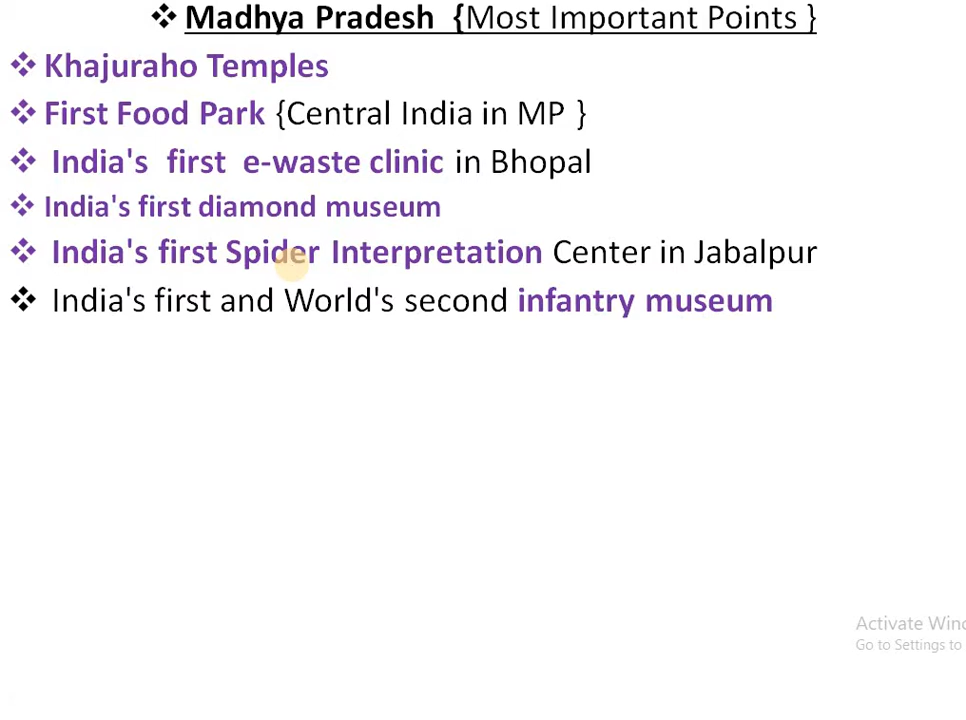 ❖ Madhya Pradesh {Most Important Points }
❖ Khajuraho Temples
❖ First Food Park {Central India in MP }
❖ India's first e-waste clinic in Bhopal
❖ India's first diamond museum
❖ India's first Spider Interpretation Center in Jabalpur
❖ India's first and World's second infantry museum
Activate Winc
Go to Settings to